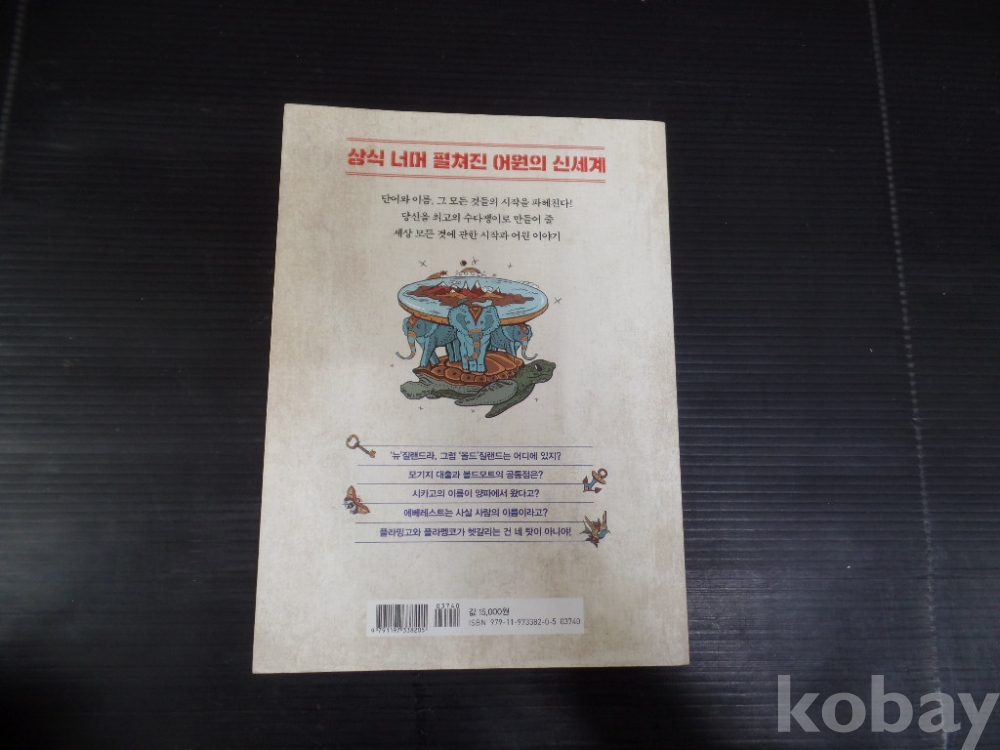 상식 너머 펼쳐진 어원의 신세계
단어와 이름, 그 모든 것들의 시작을 파헤친다!
당신을 최고의 수다쟁이로 만들어 줄
세상 모든 것에 관한 시작과 어원 이야기
'뉴'질랜드라, 그럼 '올드'질랜드는 어디에 있지?
모기지 대출과 볼드모트의 공통점은?
시카고의 이름이 양파에서 왔다고?
에베레스트는 사실 사람의 이름이라고?
플라밍고와 플라멩코가 헷갈리는 건 네 탓이 아니야!
03740
9791197338205
값 15,000원
ISBN 979-11-973382-0-5 03740
kobay